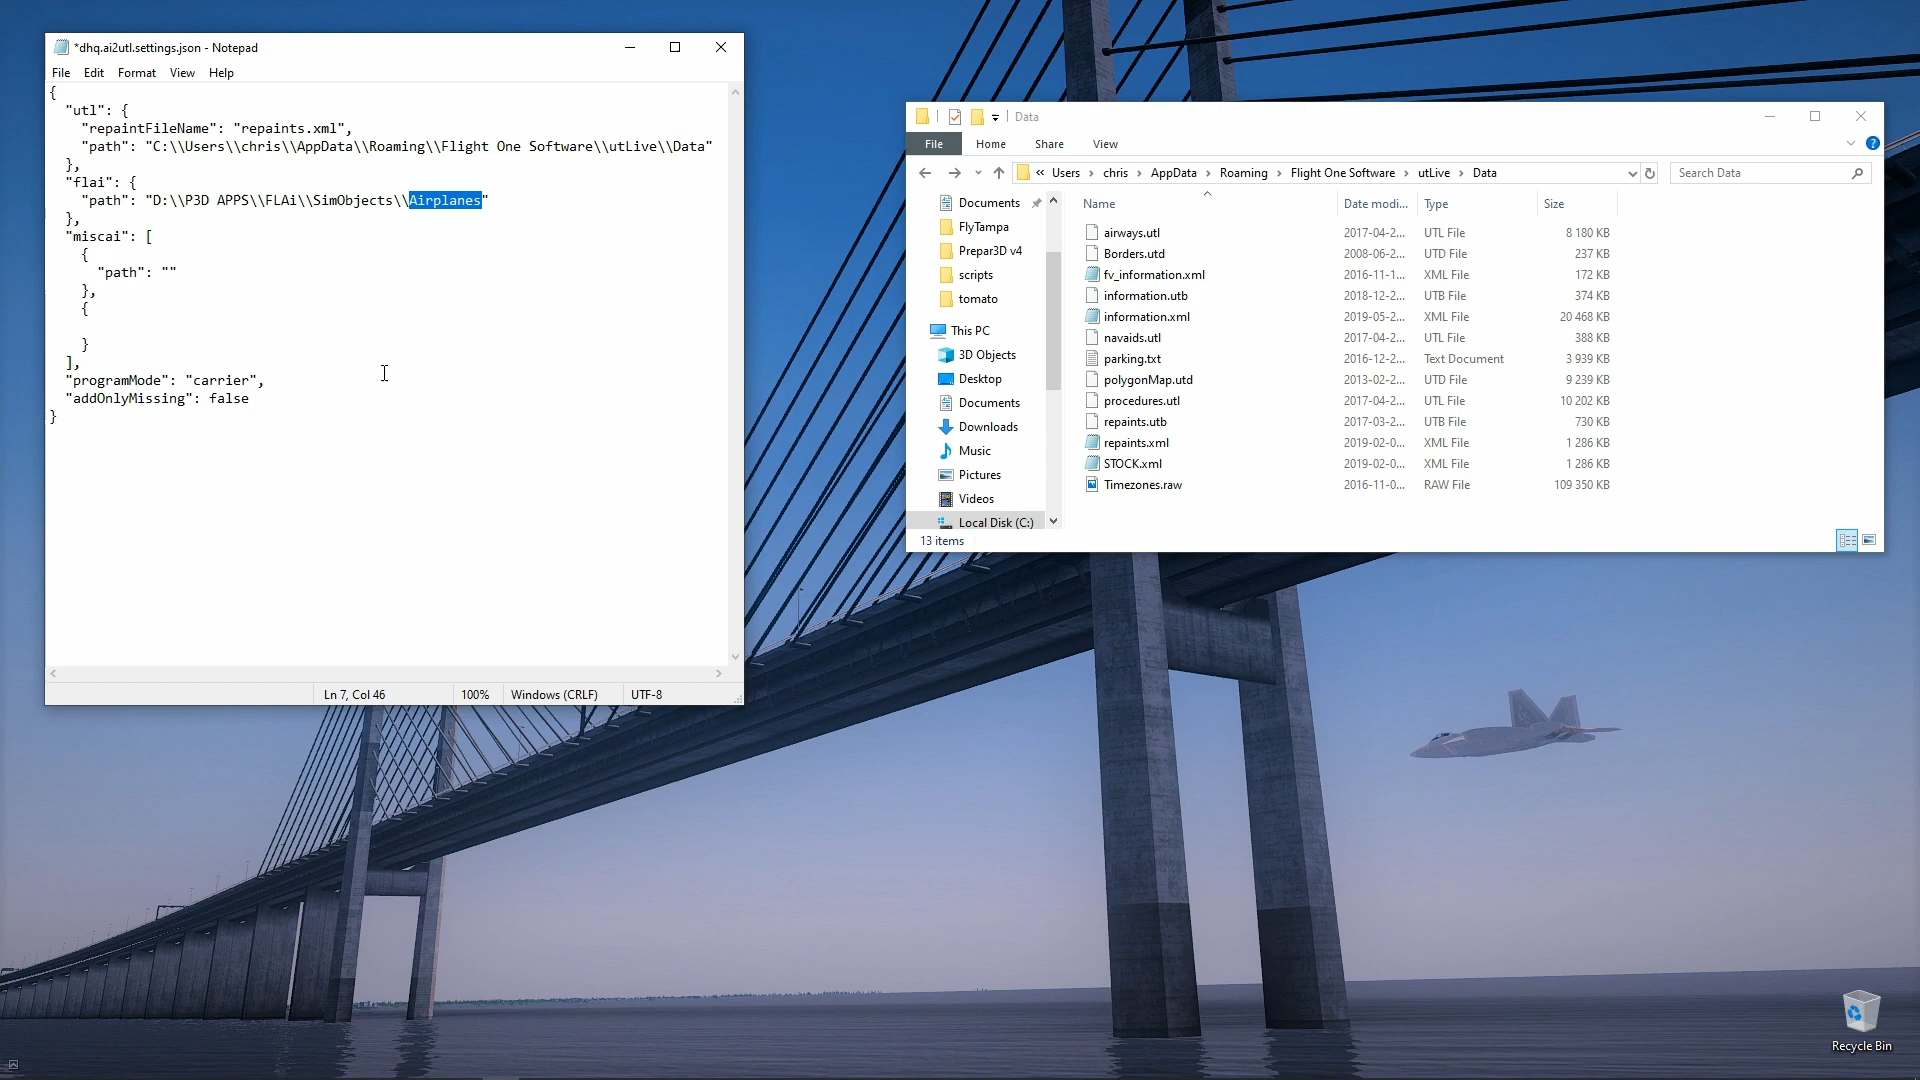 *dhq.ai2utl.settings.json - Notepad
File Edit Format View Help
{
"utl": {
"repaintFileName": "repaints.xml",
"path": "C:\\Users\\chris\\AppData\\Roaming\\Flight One Software\\utLive\\Data"
},
"flai": {
"path": "D:\\P3D APPS\\FLAi\\SimObjects\\Airplanes"
},
"miscai": [
{
"path": ""
},
{
}
],
"programMode": "carrier",
"addOnlyMissing": false
}
Ln 7, Col 46 100% Windows (CRLF) UTF-8
Data
File Home Share View
« Users › chris › AppData › Roaming › Flight One Software › utLive › Data
Search Data
Documents
FlyTampa
Prepar3D v4
scripts
tomato
This PC
3D Objects
Desktop
Documents
Downloads
Music
Pictures
Videos
Local Disk (C:)
Name Date modi... Type Size
airways.utl 2017-04-2... UTL File 8 180 KB
Borders.utd 2008-06-2... UTD File 237 KB
fv_information.xml 2016-11-1... XML File 172 KB
information.utb 2018-12-2... UTB File 374 KB
information.xml 2019-05-2... XML File 20 468 KB
navaids.utl 2017-04-2... UTL File 388 KB
parking.txt 2016-12-2... Text Document 3 939 KB
polygonMap.utd 2013-02-2... UTD File 9 239 KB
procedures.utl 2017-04-2... UTL File 10 202 KB
repaints.utb 2017-03-2... UTB File 730 KB
repaints.xml 2019-02-0... XML File 1 286 KB
STOCK.xml 2019-02-0... XML File 1 286 KB
Timezones.raw 2016-11-0... RAW File 109 350 KB
13 items
Recycle Bin